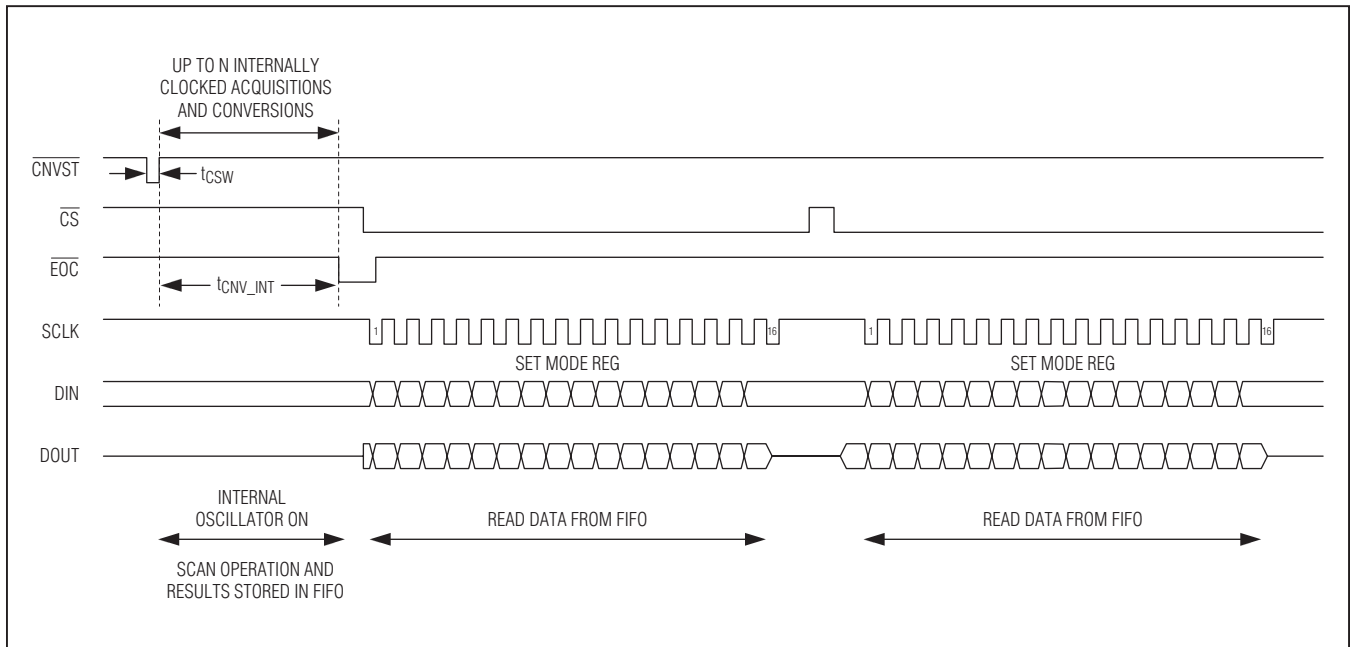 UP TO N INTERNALLY
CLOCKED ACQUISITIONS
AND CONVERSIONS
CNVST
tCSW
CS
EOC
tCNV_INT
SCLK
1
16
1
16
SET MODE REG
SET MODE REG
DIN
DOUT
INTERNAL
OSCILLATOR ON
READ DATA FROM FIFO
READ DATA FROM FIFO
SCAN OPERATION AND
RESULTS STORED IN FIFO